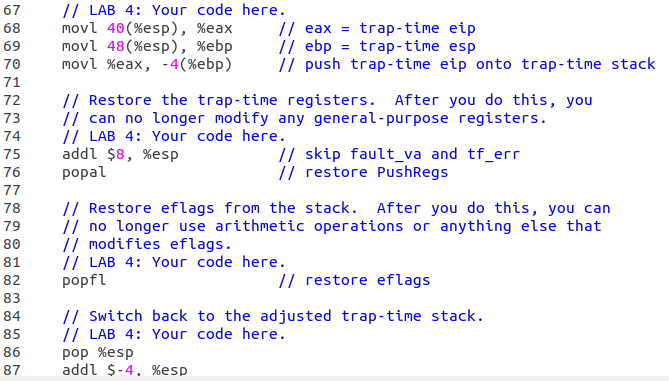 67 // LAB 4: Your code here.
68 movl 40(%esp), %eax // eax = trap-time eip
69 movl 48(%esp), %ebp // ebp = trap-time esp
70 movl %eax, -4(%ebp) // push trap-time eip onto trap-time stack
71
72 // Restore the trap-time registers.  After you do this, you
73 // can no longer modify any general-purpose registers.
74 // LAB 4: Your code here.
75 addl $8, %esp // skip fault_va and tf_err
76 popal // restore PushRegs
77
78 // Restore eflags from the stack.  After you do this, you can
79 // no longer use arithmetic operations or anything else that
80 // modifies eflags.
81 // LAB 4: Your code here.
82 popfl // restore eflags
83
84 // Switch back to the adjusted trap-time stack.
85 // LAB 4: Your code here.
86 pop %esp
87 addl $-4, %esp